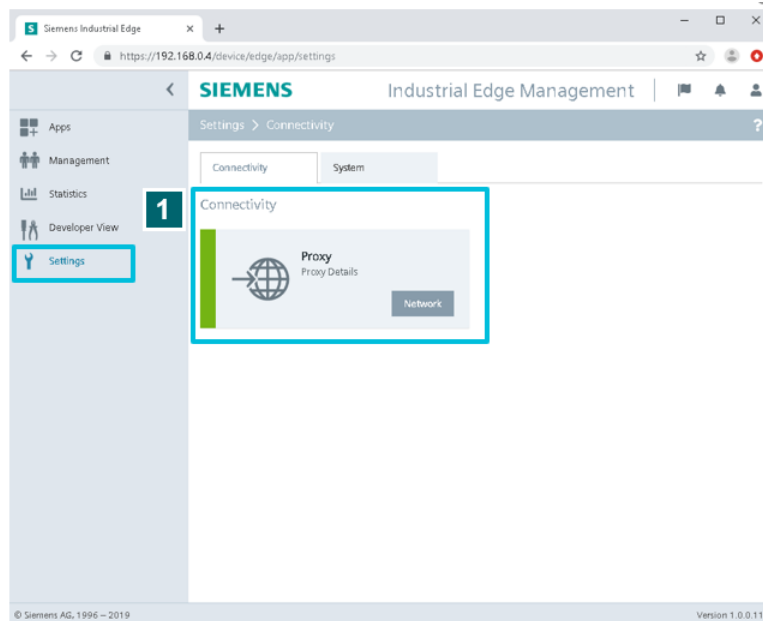 S Siemens Industrial Edge
https://192.168.0.4/device/edge/app/settings
SIEMENS Industrial Edge Management
Apps
Settings > Connectivity ?
Management
Connectivity System
Statistics
1
Connectivity
Developer View
Settings
Proxy
Proxy Details
Network
© Siemens AG, 1996 – 2019 Version 1.0.0.11